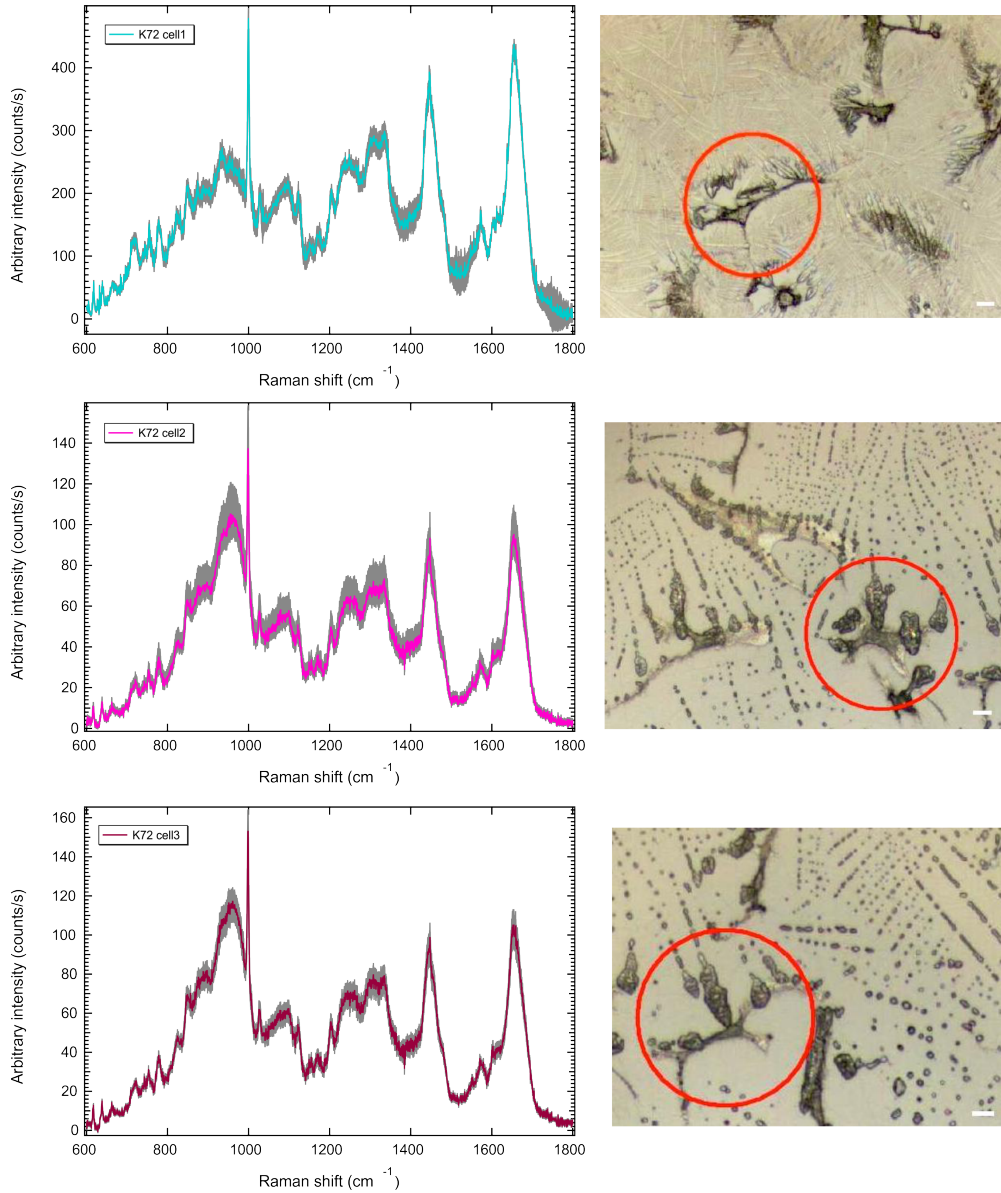 K72 cell1
Arbitrary intensity (counts/s)
400
300
200
100
0
600 800 1000 1200 1400 1600 1800
Raman shift (cm -1)
K72 cell2
Arbitrary intensity (counts/s)
140
120
100
80
60
40
20
0
600 800 1000 1200 1400 1600 1800
Raman shift (cm -1)
K72 cell3
Arbitrary intensity (counts/s)
160
140
120
100
80
60
40
20
0
600 800 1000 1200 1400 1600 1800
Raman shift (cm -1)